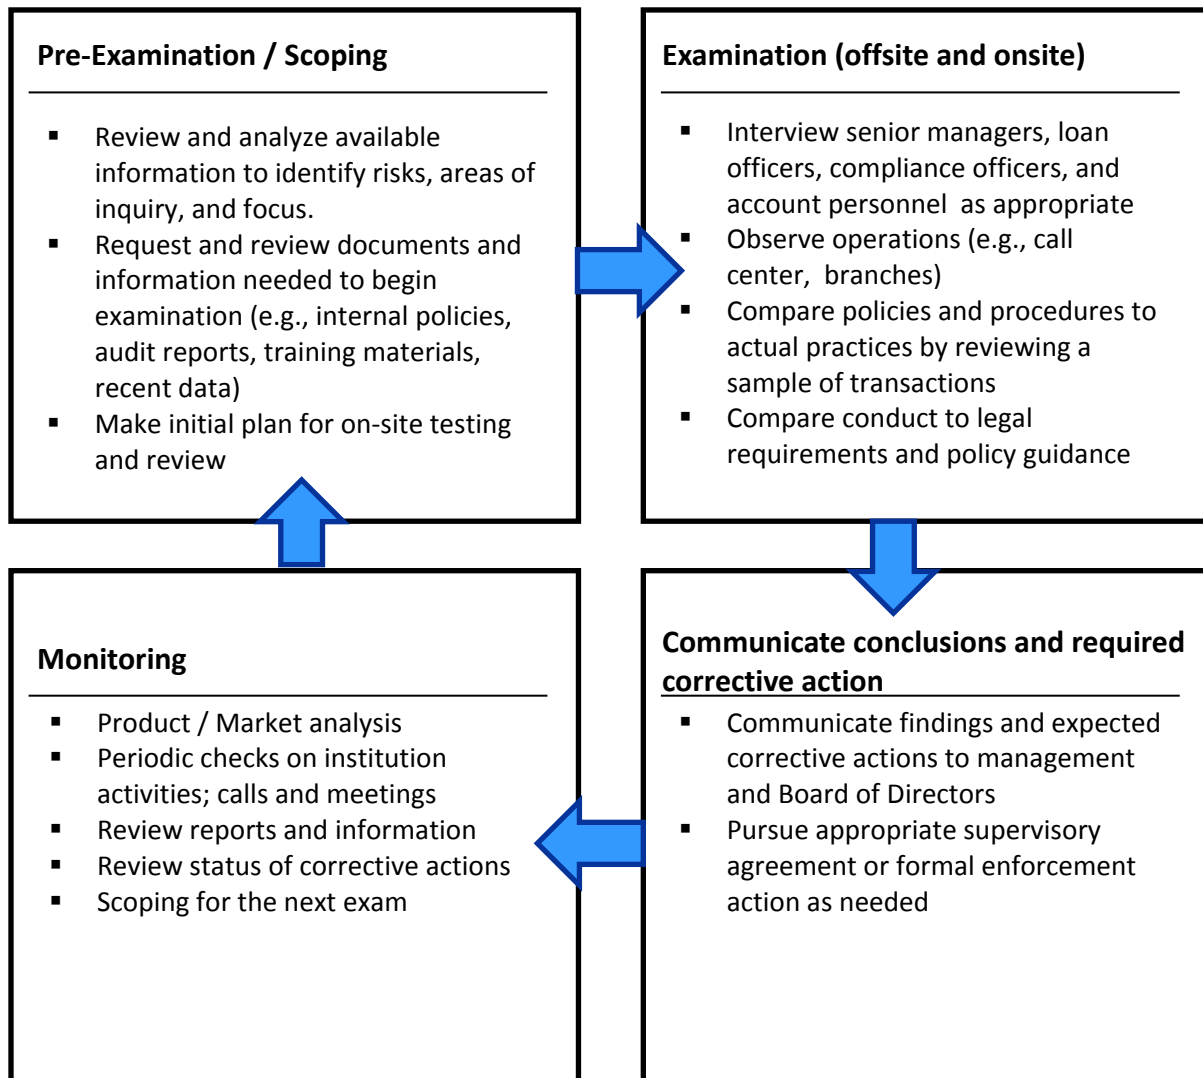 Pre-Examination / Scoping
▪ Review and analyze available
information to identify risks, areas of
inquiry, and focus.
▪ Request and review documents and
information needed to begin
examination (e.g., internal policies,
audit reports, training materials,
recent data)
▪ Make initial plan for on-site testing
and review
Examination (offsite and onsite)
▪ Interview senior managers, loan
officers, compliance officers, and
account personnel  as appropriate
▪ Observe operations (e.g., call
center,  branches)
▪ Compare policies and procedures to
actual practices by reviewing a
sample of transactions
▪ Compare conduct to legal
requirements and policy guidance
Communicate conclusions and required
corrective action
▪ Communicate findings and expected
corrective actions to management
and Board of Directors
▪ Pursue appropriate supervisory
agreement or formal enforcement
action as needed
Monitoring
▪ Product / Market analysis
▪ Periodic checks on institution
activities; calls and meetings
▪ Review reports and information
▪ Review status of corrective actions
▪ Scoping for the next exam